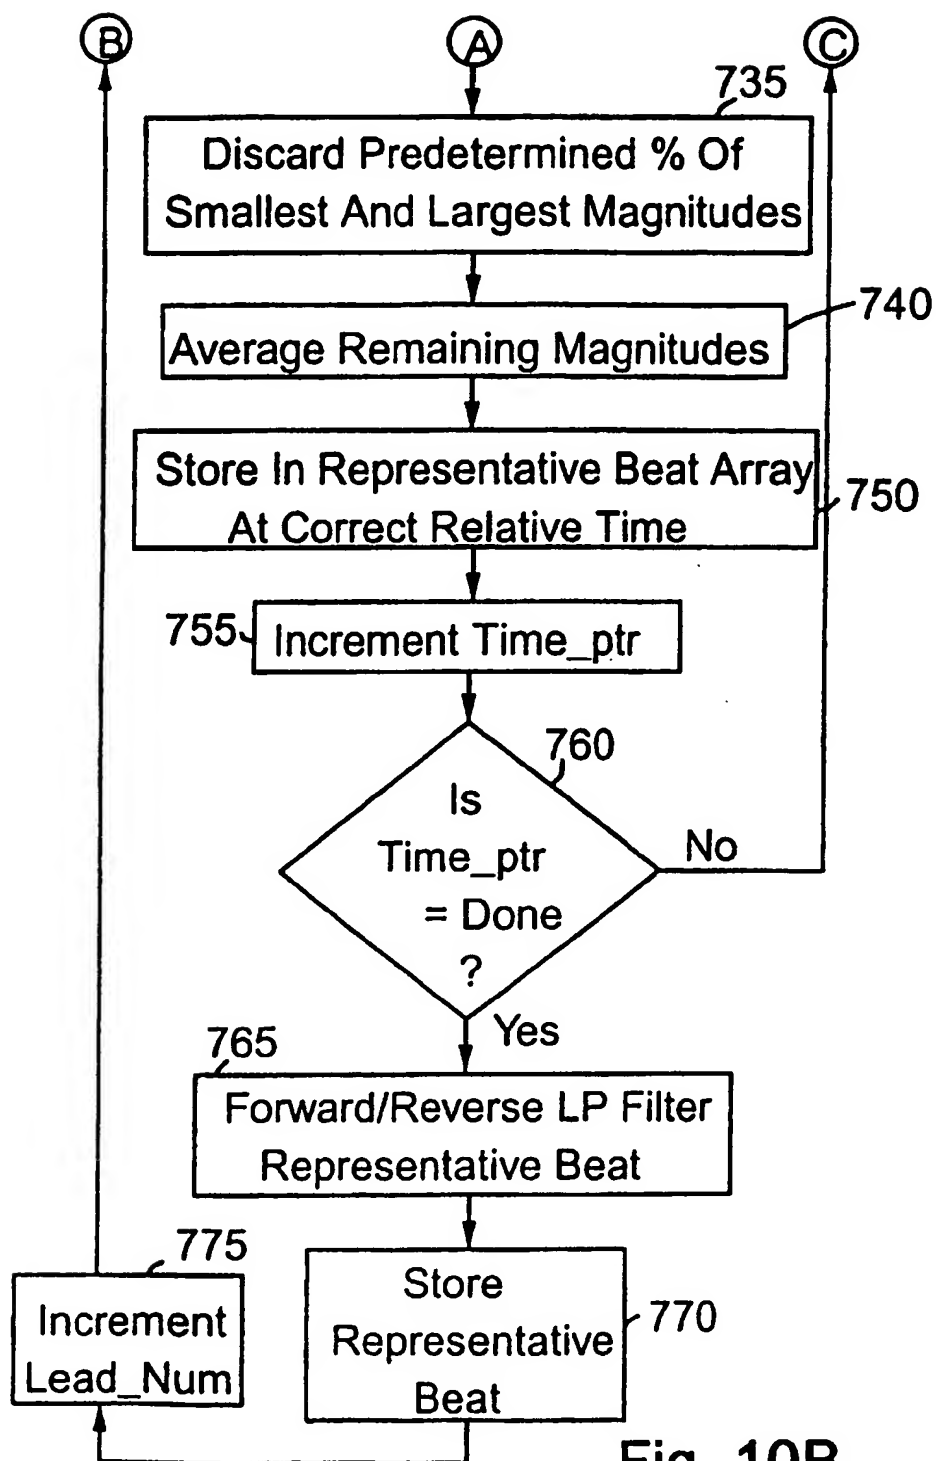 B
A
C
735
Discard Predetermined % Of
Smallest And Largest Magnitudes
740
Average Remaining Magnitudes
Store In Representative Beat Array
At Correct Relative Time
750
755
Increment Time_ptr
760
Is
Time_ptr
= Done
?
No
Yes
765
Forward/Reverse LP Filter
Representative Beat
775
Increment
Lead_Num
Store
Representative
Beat
770
Fig. 10B